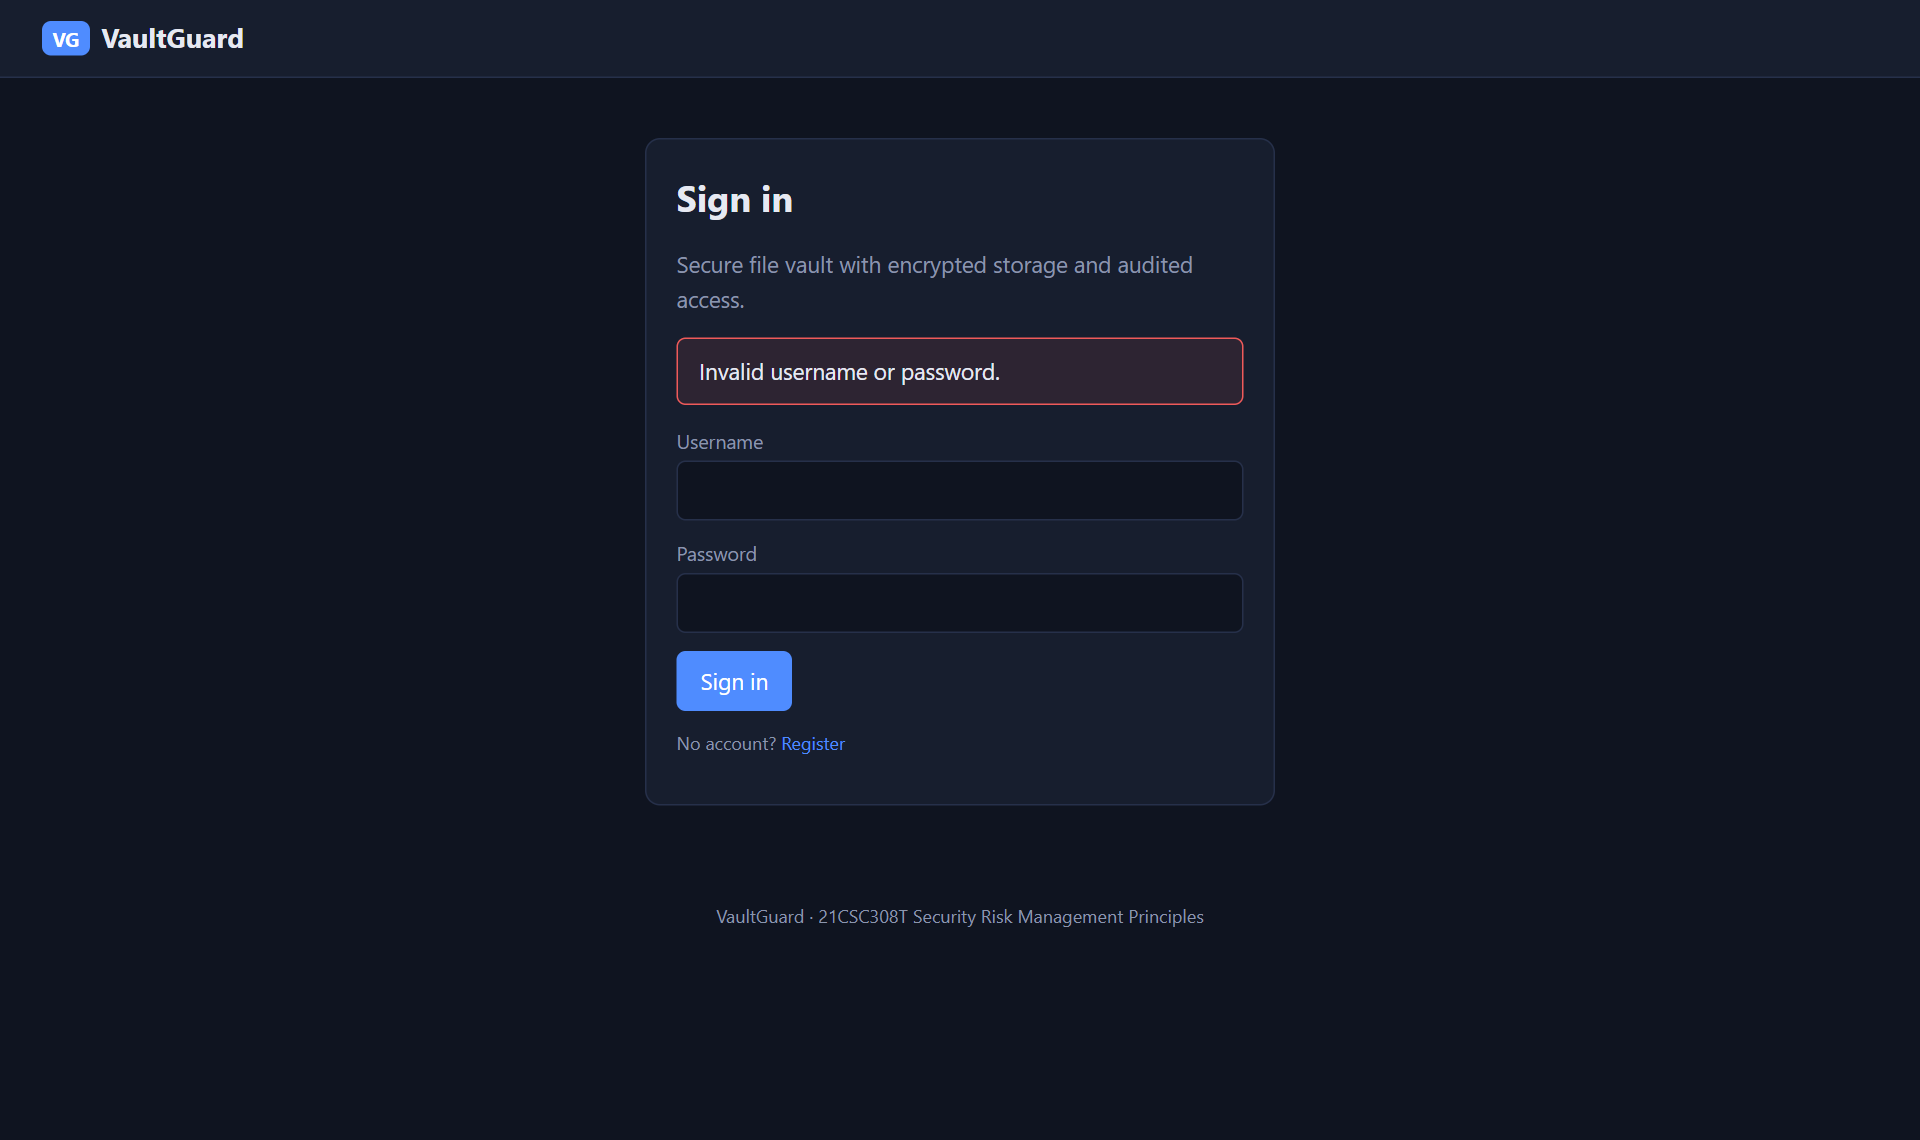 VG VaultGuard
Sign in
Secure file vault with encrypted storage and audited
access.
Invalid username or password.
Username
Password
Sign in
No account? Register
VaultGuard · 21CSC308T Security Risk Management Principles